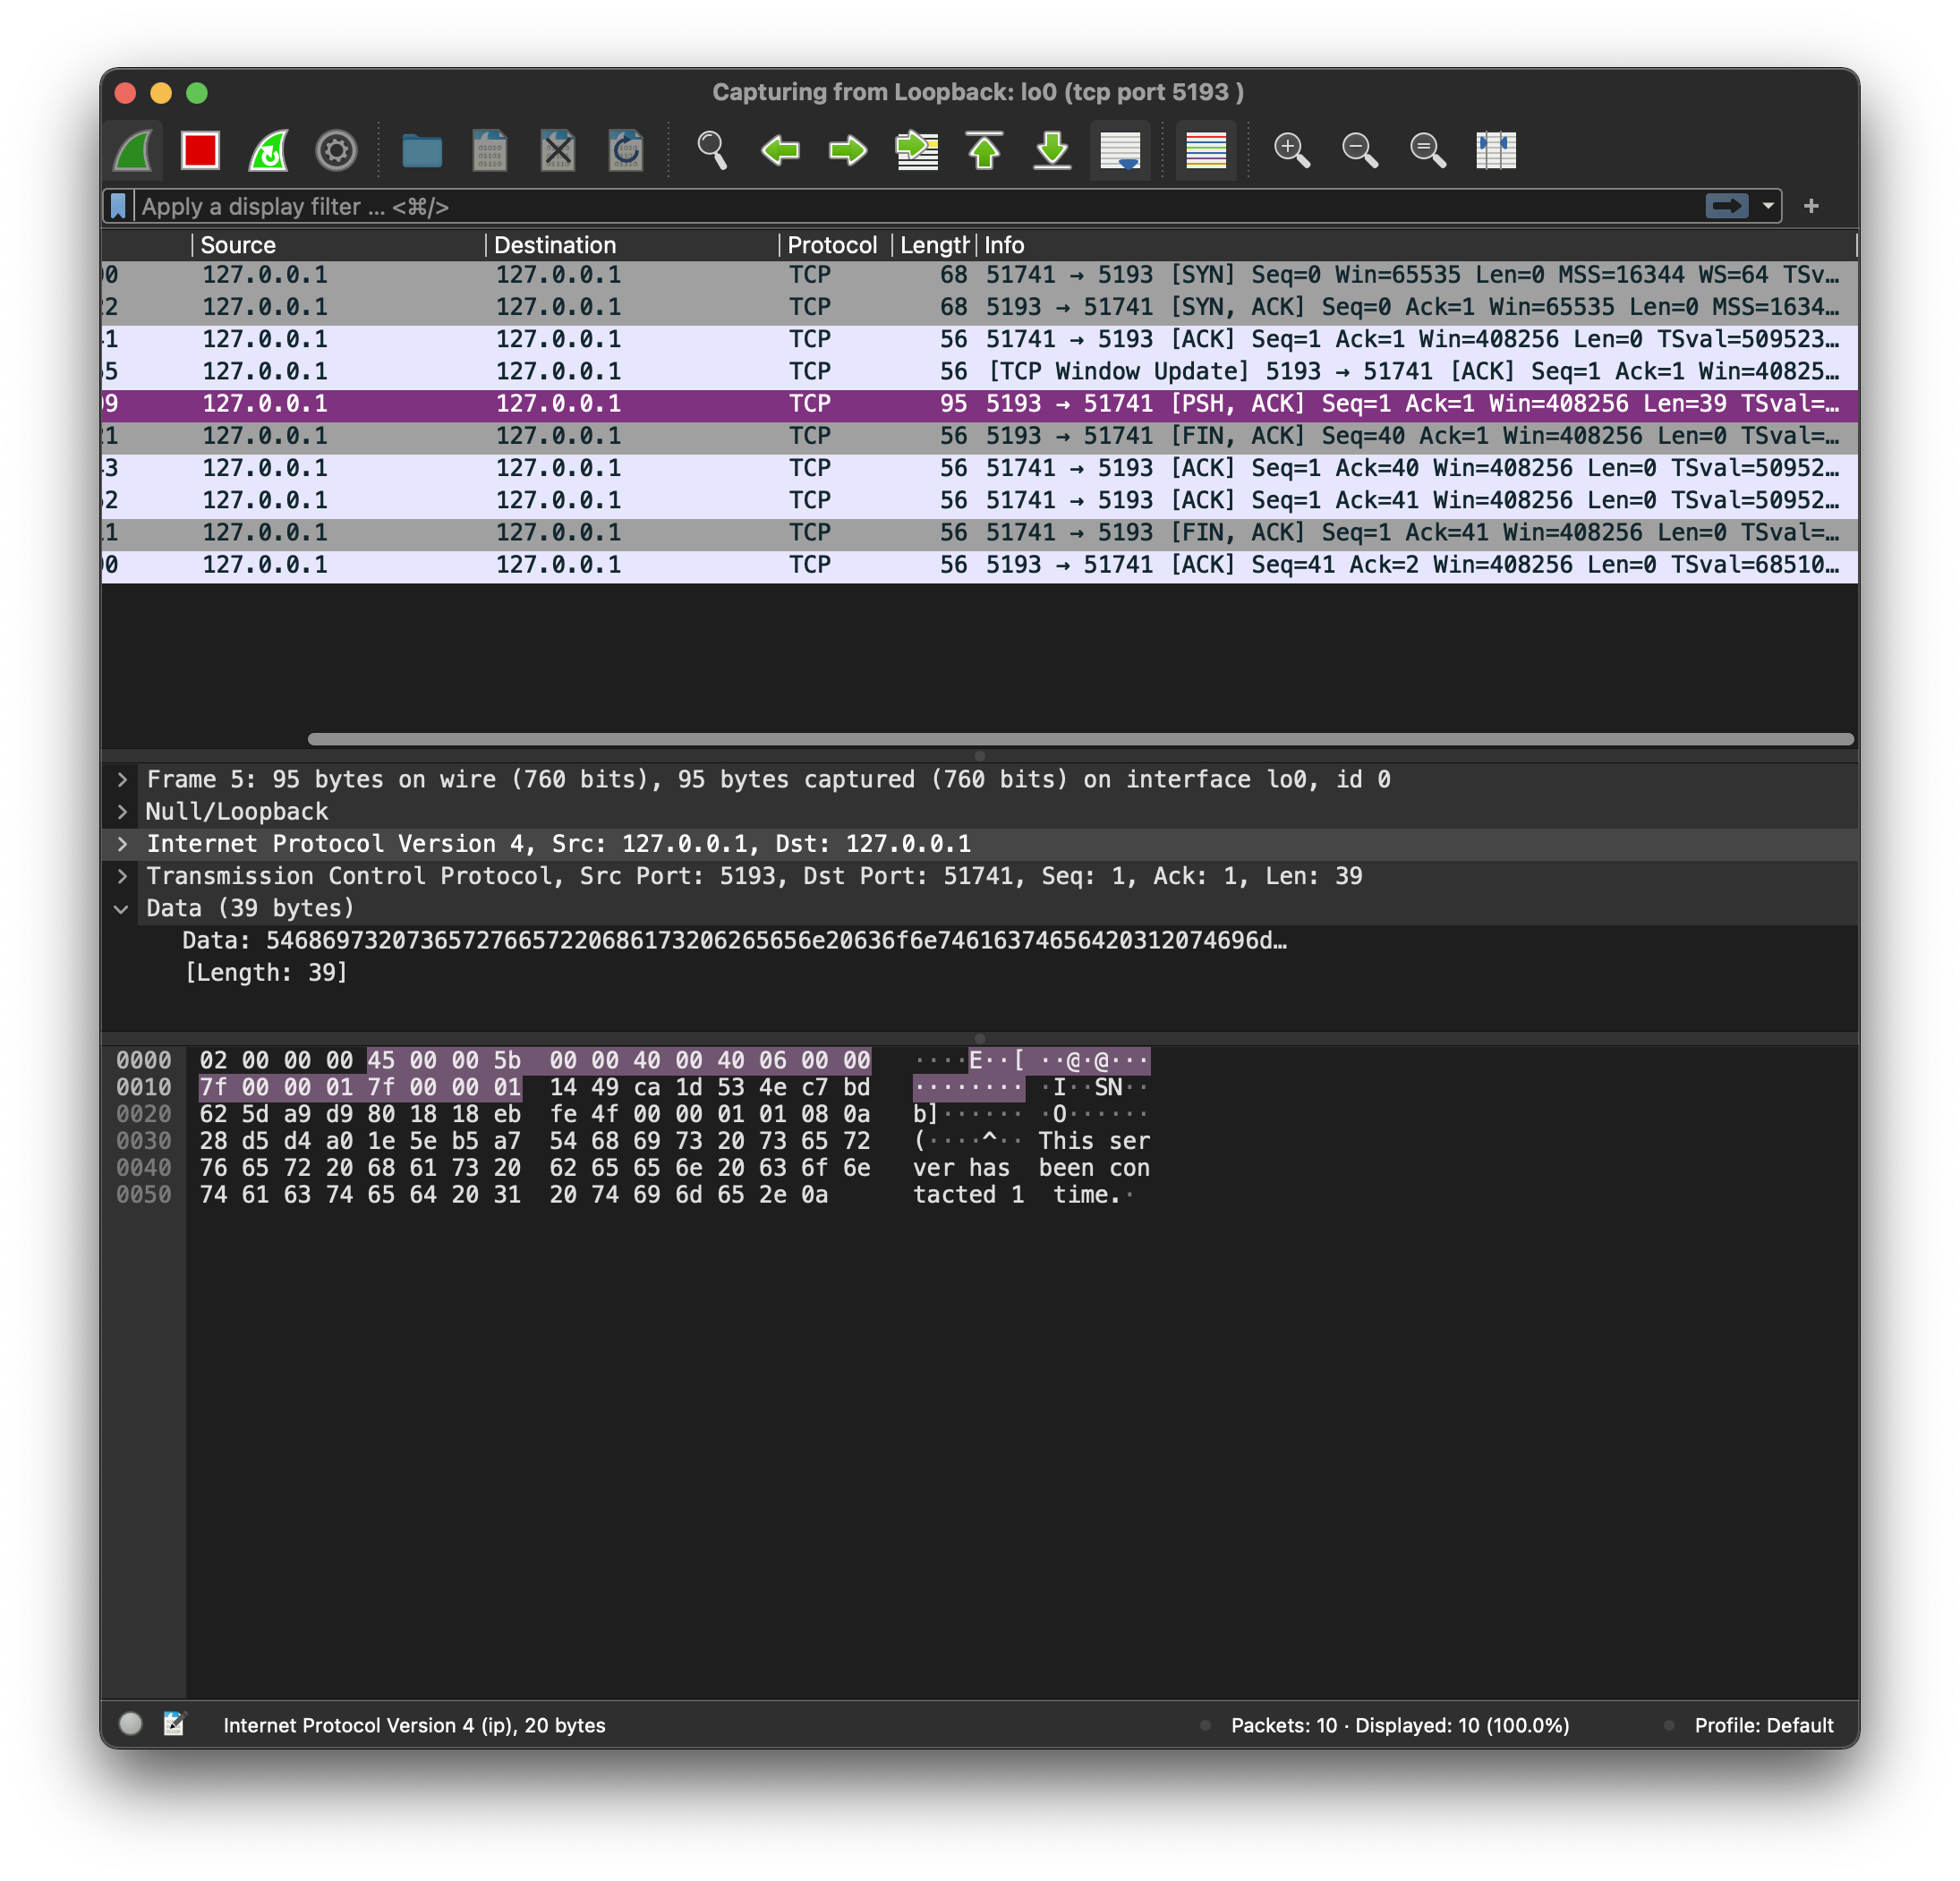 Capturing from Loopback: lo0 (tcp port 5193 )
Apply a display filter … <⌘/>
Source Destination Protocol Length Info
127.0.0.1 127.0.0.1 TCP 68 51741 → 5193 [SYN] Seq=0 Win=65535 Len=0 MSS=16344 WS=64 TSv…
127.0.0.1 127.0.0.1 TCP 68 5193 → 51741 [SYN, ACK] Seq=0 Ack=1 Win=65535 Len=0 MSS=1634…
127.0.0.1 127.0.0.1 TCP 56 51741 → 5193 [ACK] Seq=1 Ack=1 Win=408256 Len=0 TSval=509523…
127.0.0.1 127.0.0.1 TCP 56 [TCP Window Update] 5193 → 51741 [ACK] Seq=1 Ack=1 Win=40825…
127.0.0.1 127.0.0.1 TCP 95 5193 → 51741 [PSH, ACK] Seq=1 Ack=1 Win=408256 Len=39 TSval=…
127.0.0.1 127.0.0.1 TCP 56 5193 → 51741 [FIN, ACK] Seq=40 Ack=1 Win=408256 Len=0 TSval=…
127.0.0.1 127.0.0.1 TCP 56 51741 → 5193 [ACK] Seq=1 Ack=40 Win=408256 Len=0 TSval=50952…
127.0.0.1 127.0.0.1 TCP 56 51741 → 5193 [ACK] Seq=1 Ack=41 Win=408256 Len=0 TSval=50952…
127.0.0.1 127.0.0.1 TCP 56 51741 → 5193 [FIN, ACK] Seq=1 Ack=41 Win=408256 Len=0 TSval=…
127.0.0.1 127.0.0.1 TCP 56 5193 → 51741 [ACK] Seq=41 Ack=2 Win=408256 Len=0 TSval=68510…
Frame 5: 95 bytes on wire (760 bits), 95 bytes captured (760 bits) on interface lo0, id 0
Null/Loopback
Internet Protocol Version 4, Src: 127.0.0.1, Dst: 127.0.0.1
Transmission Control Protocol, Src Port: 5193, Dst Port: 51741, Seq: 1, Ack: 1, Len: 39
Data (39 bytes)
Data: 546869732073657276657220686173206265656e20636f6e74616374656420312074696d…
[Length: 39]
0000 02 00 00 00 45 00 00 5b 00 00 40 00 40 06 00 00 ····E··[ ··@·@···
0010 7f 00 00 01 7f 00 00 01 14 49 ca 1d 53 4e c7 bd ········ ·I··SN··
0020 62 5d a9 d9 80 18 18 eb fe 4f 00 00 01 01 08 0a b]······ ·O······
0030 28 d5 d4 a0 1e 5e b5 a7 54 68 69 73 20 73 65 72 (····^·· This ser
0040 76 65 72 20 68 61 73 20 62 65 65 6e 20 63 6f 6e ver has been con
0050 74 61 63 74 65 64 20 31 20 74 69 6d 65 2e 0a tacted 1 time.·
Internet Protocol Version 4 (ip), 20 bytes Packets: 10 · Displayed: 10 (100.0%) Profile: Default